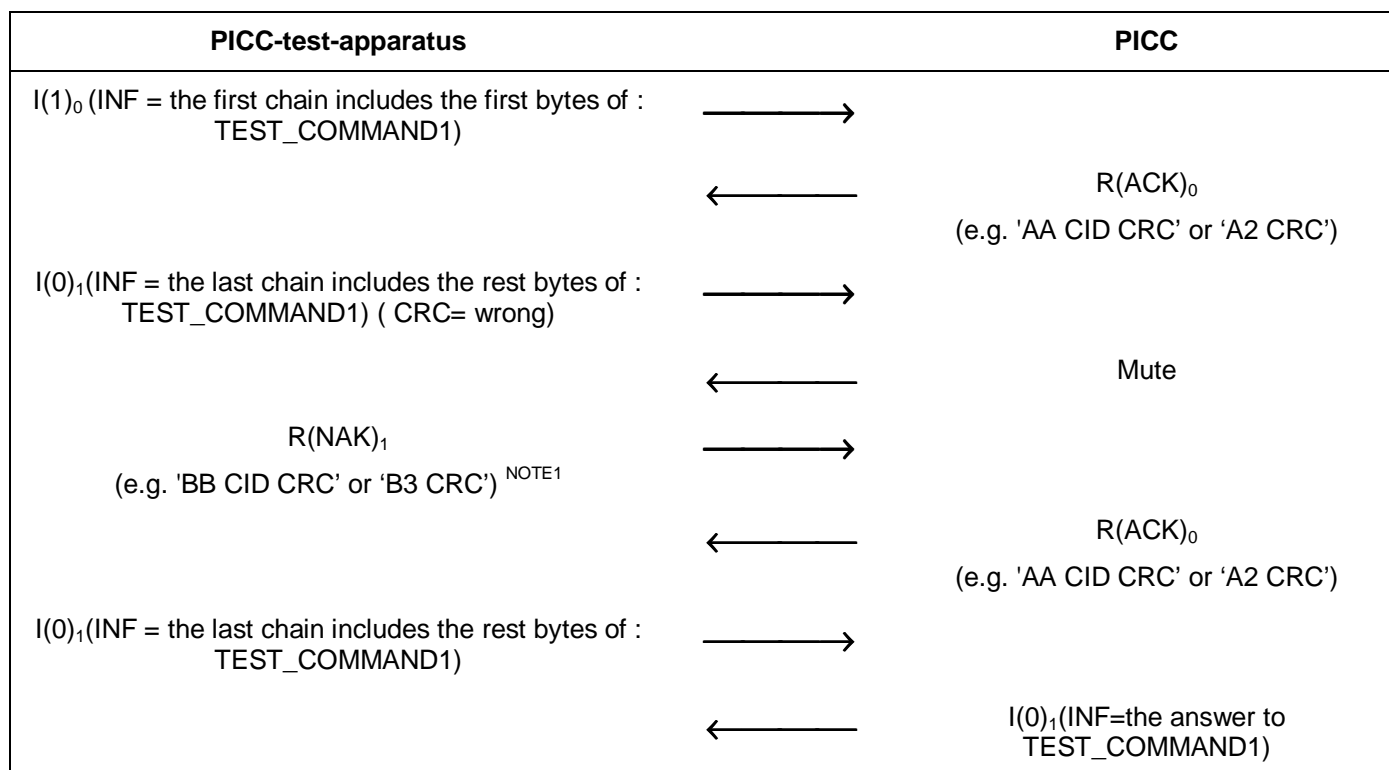 PICC-test-apparatus PICC
I(1)₀ (INF = the first chain includes the first bytes of :
TEST_COMMAND1)
R(ACK)₀
(e.g. 'AA CID CRC’ or ‘A2 CRC’)
I(0)₁(INF = the last chain includes the rest bytes of :
TEST_COMMAND1) ( CRC= wrong)
Mute
R(NAK)₁
(e.g. 'BB CID CRC’ or ‘B3 CRC’) NOTE1
R(ACK)₀
(e.g. 'AA CID CRC’ or ‘A2 CRC’)
I(0)₁(INF = the last chain includes the rest bytes of :
TEST_COMMAND1)
I(0)₁(INF=the answer to
TEST_COMMAND1)